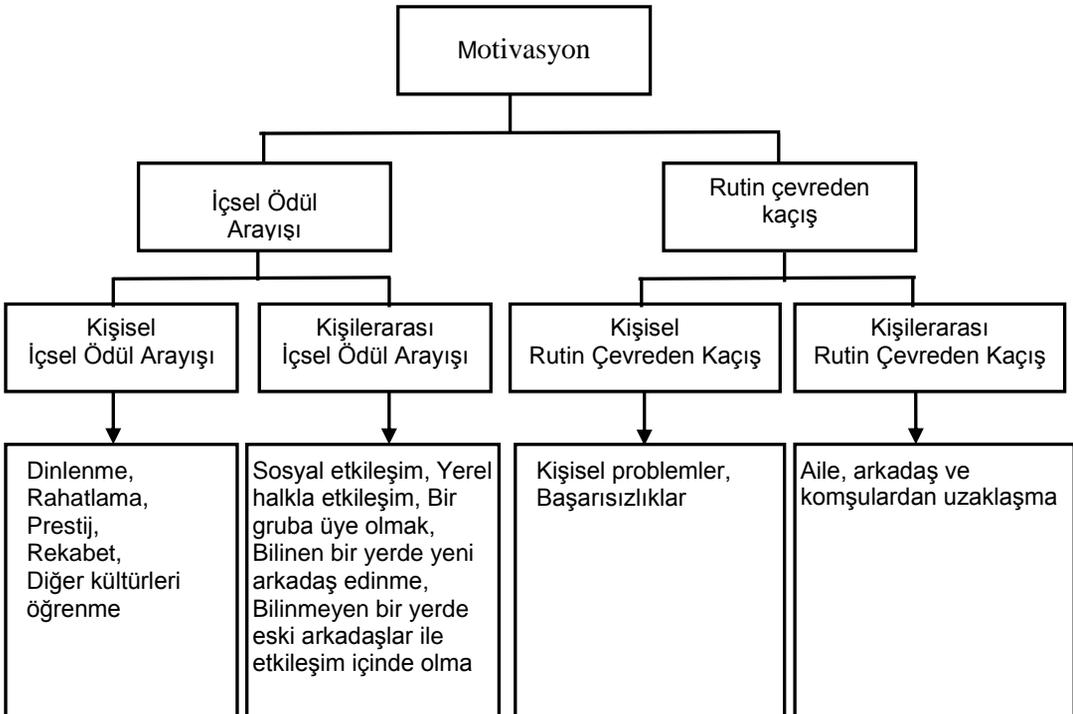 Motivasyon
İçsel Ödül
Arayışı
Rutin çevreden
kaçış
Kişisel
İçsel Ödül Arayışı
Kişilerarası
İçsel Ödül Arayışı
Kişisel
Rutin Çevreden Kaçış
Kişilerarası
Rutin Çevreden Kaçış
Dinlenme,
Rahatlama,
Prestij,
Rekabet,
Diğer kültürleri
öğrenme
Sosyal etkileşim, Yerel
halkla etkileşim, Bir
gruba üye olmak,
Bilinen bir yerde yeni
arkadaş edinme,
Bilinmeyen bir yerde
eski arkadaşlar ile
etkileşim içinde olma
Kişisel problemler,
Başarısızlıklar
Aile, arkadaş ve
komşulardan uzaklaşma